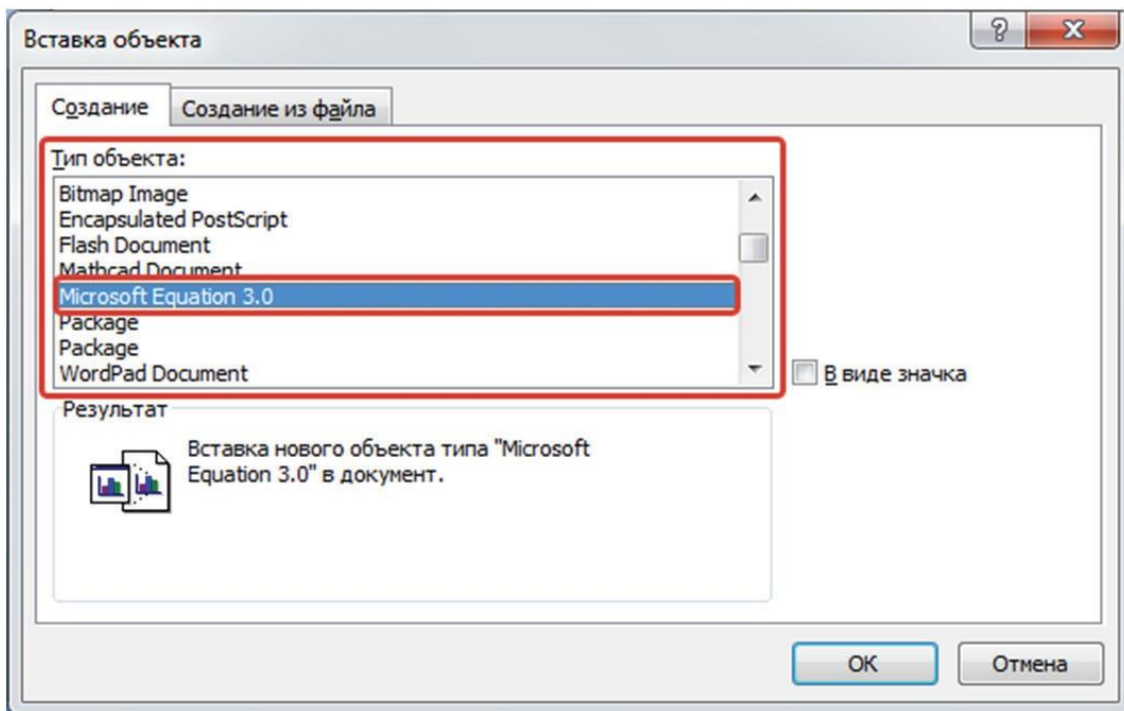 Вставка объекта
Создание
Создание из файла
Тип объекта:
Bitmap Image
Encapsulated PostScript
Flash Document
Mathcad Document
Microsoft Equation 3.0
Package
Package
WordPad Document
В виде значка
Результат
Вставка нового объекта типа "Microsoft
Equation 3.0" в документ.
ОК
Отмена